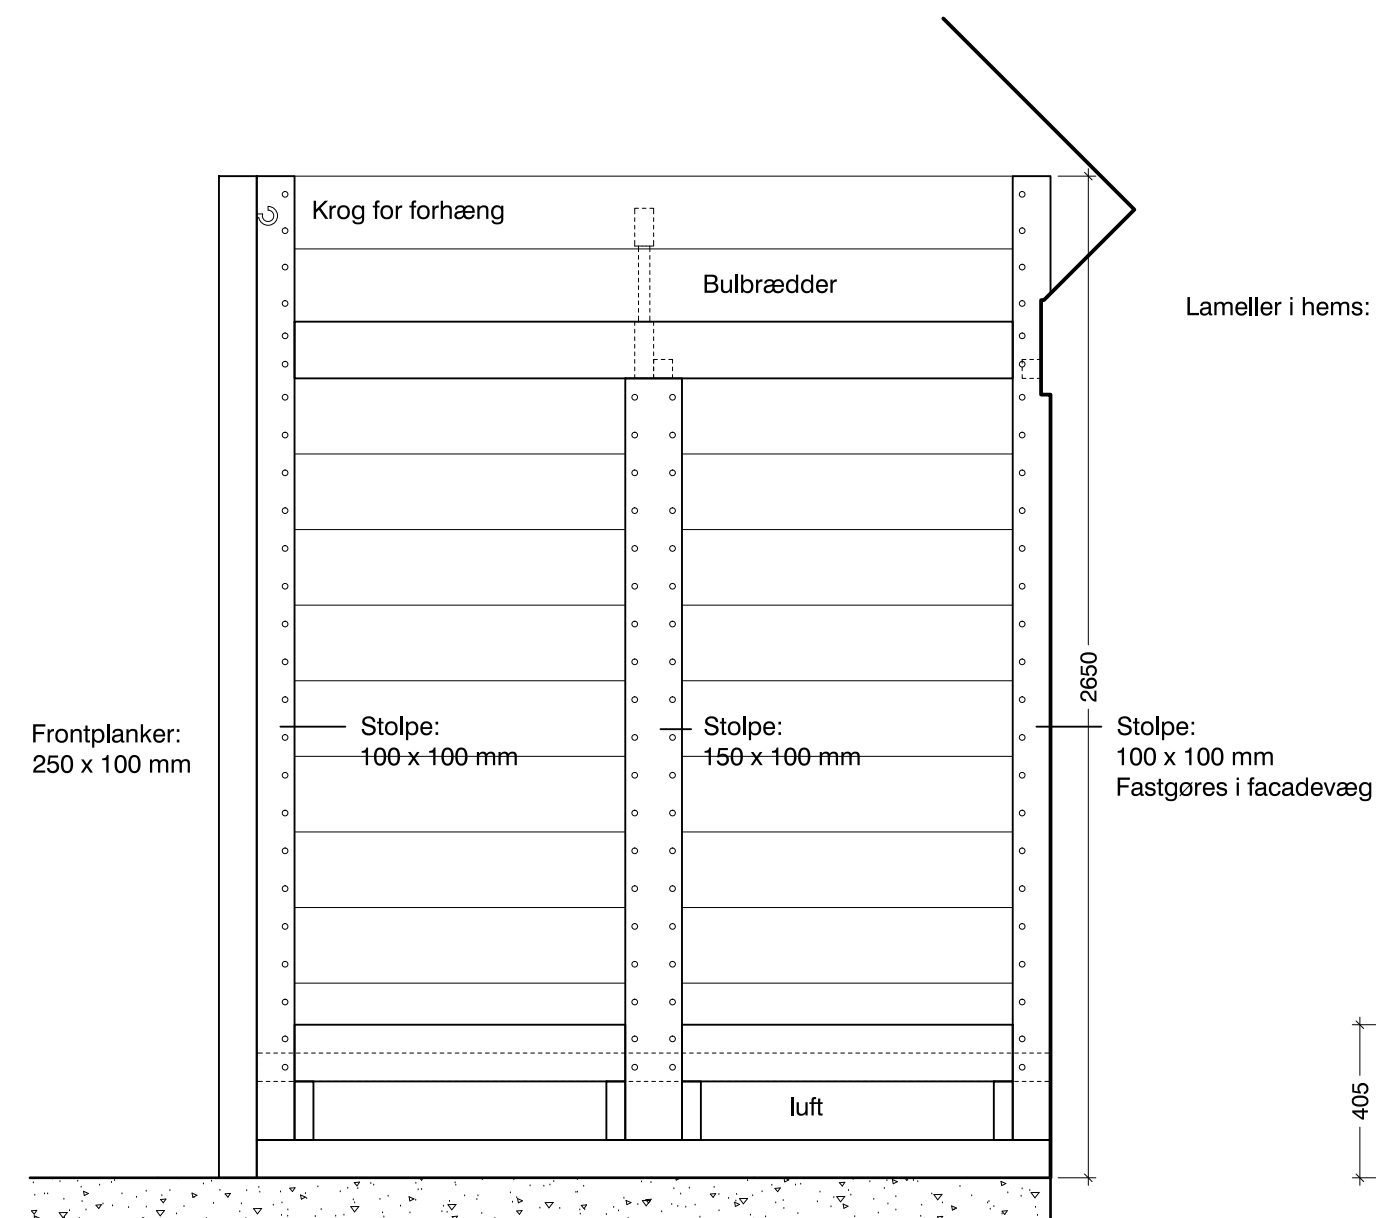 Krog for forhæng
Bulbrædder
Lameller i hems:
2650
Frontplanker:
250 x 100 mm
Stolpe:
100 x 100 mm
Stolpe:
150 x 100 mm
Stolpe:
100 x 100 mm
Fastgøres i facadevæg
luft
405